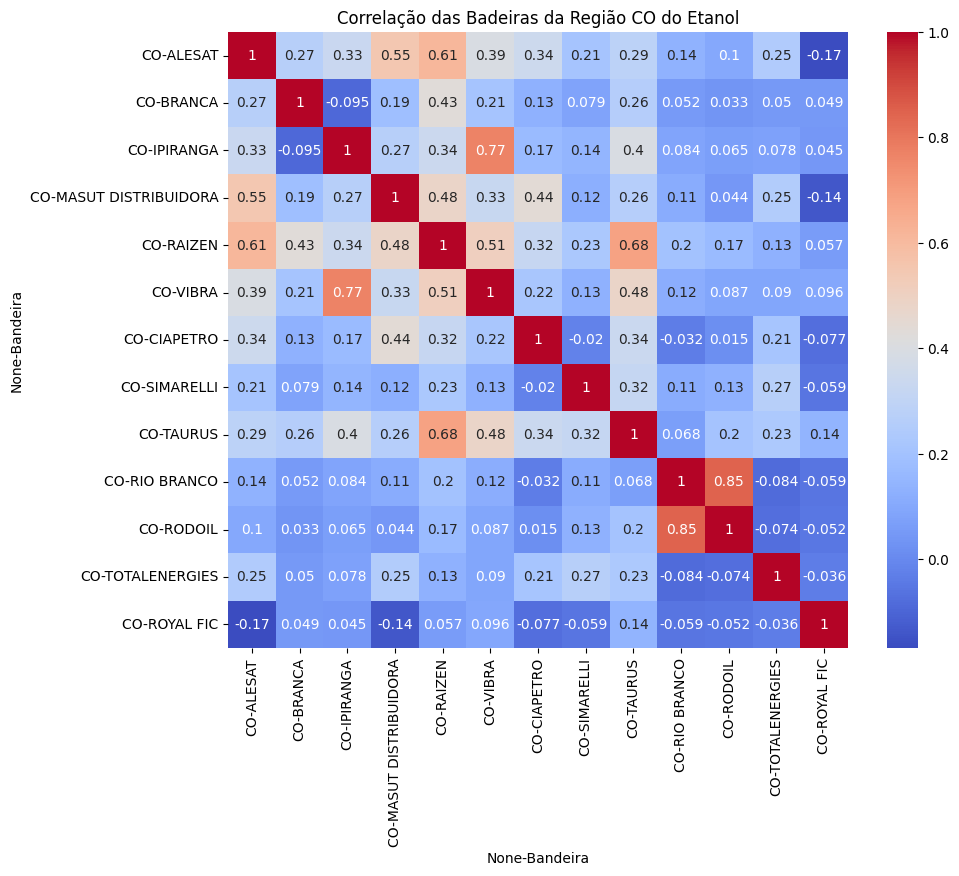 Correlação das Badeiras da Região CO do Etanol
None-Bandeira
CO-ALESAT 1 0.27 0.33 0.55 0.61 0.39 0.34 0.21 0.29 0.14 0.1 0.25 -0.17
CO-BRANCA 0.27 1 -0.095 0.19 0.43 0.21 0.13 0.079 0.26 0.052 0.033 0.05 0.049
CO-IPIRANGA 0.33 -0.095 1 0.27 0.34 0.77 0.17 0.14 0.4 0.084 0.065 0.078 0.045
CO-MASUT DISTRIBUIDORA 0.55 0.19 0.27 1 0.48 0.33 0.44 0.12 0.26 0.11 0.044 0.25 -0.14
CO-RAIZEN 0.61 0.43 0.34 0.48 1 0.51 0.32 0.23 0.68 0.2 0.17 0.13 0.057
CO-VIBRA 0.39 0.21 0.77 0.33 0.51 1 0.22 0.13 0.48 0.12 0.087 0.09 0.096
CO-CIAPETRO 0.34 0.13 0.17 0.44 0.32 0.22 1 -0.02 0.34 -0.032 0.015 0.21 -0.077
CO-SIMARELLI 0.21 0.079 0.14 0.12 0.23 0.13 -0.02 1 0.32 0.11 0.13 0.27 -0.059
CO-TAURUS 0.29 0.26 0.4 0.26 0.68 0.48 0.34 0.32 1 0.068 0.2 0.23 0.14
CO-RIO BRANCO 0.14 0.052 0.084 0.11 0.2 0.12 -0.032 0.11 0.068 1 0.85 -0.084 -0.059
CO-RODOIL 0.1 0.033 0.065 0.044 0.17 0.087 0.015 0.13 0.2 0.85 1 -0.074 -0.052
CO-TOTALENERGIES 0.25 0.05 0.078 0.25 0.13 0.09 0.21 0.27 0.23 -0.084 -0.074 1 -0.036
CO-ROYAL FIC -0.17 0.049 0.045 -0.14 0.057 0.096 -0.077 -0.059 0.14 -0.059 -0.052 -0.036 1
CO-ALESAT
CO-BRANCA
CO-IPIRANGA
CO-MASUT DISTRIBUIDORA
CO-RAIZEN
CO-VIBRA
CO-CIAPETRO
CO-SIMARELLI
CO-TAURUS
CO-RIO BRANCO
CO-RODOIL
CO-TOTALENERGIES
CO-ROYAL FIC
None-Bandeira
1.0
0.8
0.6
0.4
0.2
0.0